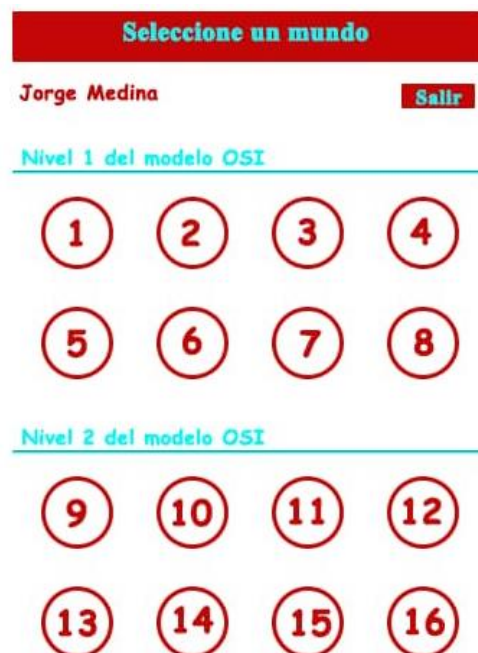 Seleccione un mundo
Jorge Medina
Salir
Nivel 1 del modelo OSI
1 2 3 4
5 6 7 8
Nivel 2 del modelo OSI
9 10 11 12
13 14 15 16